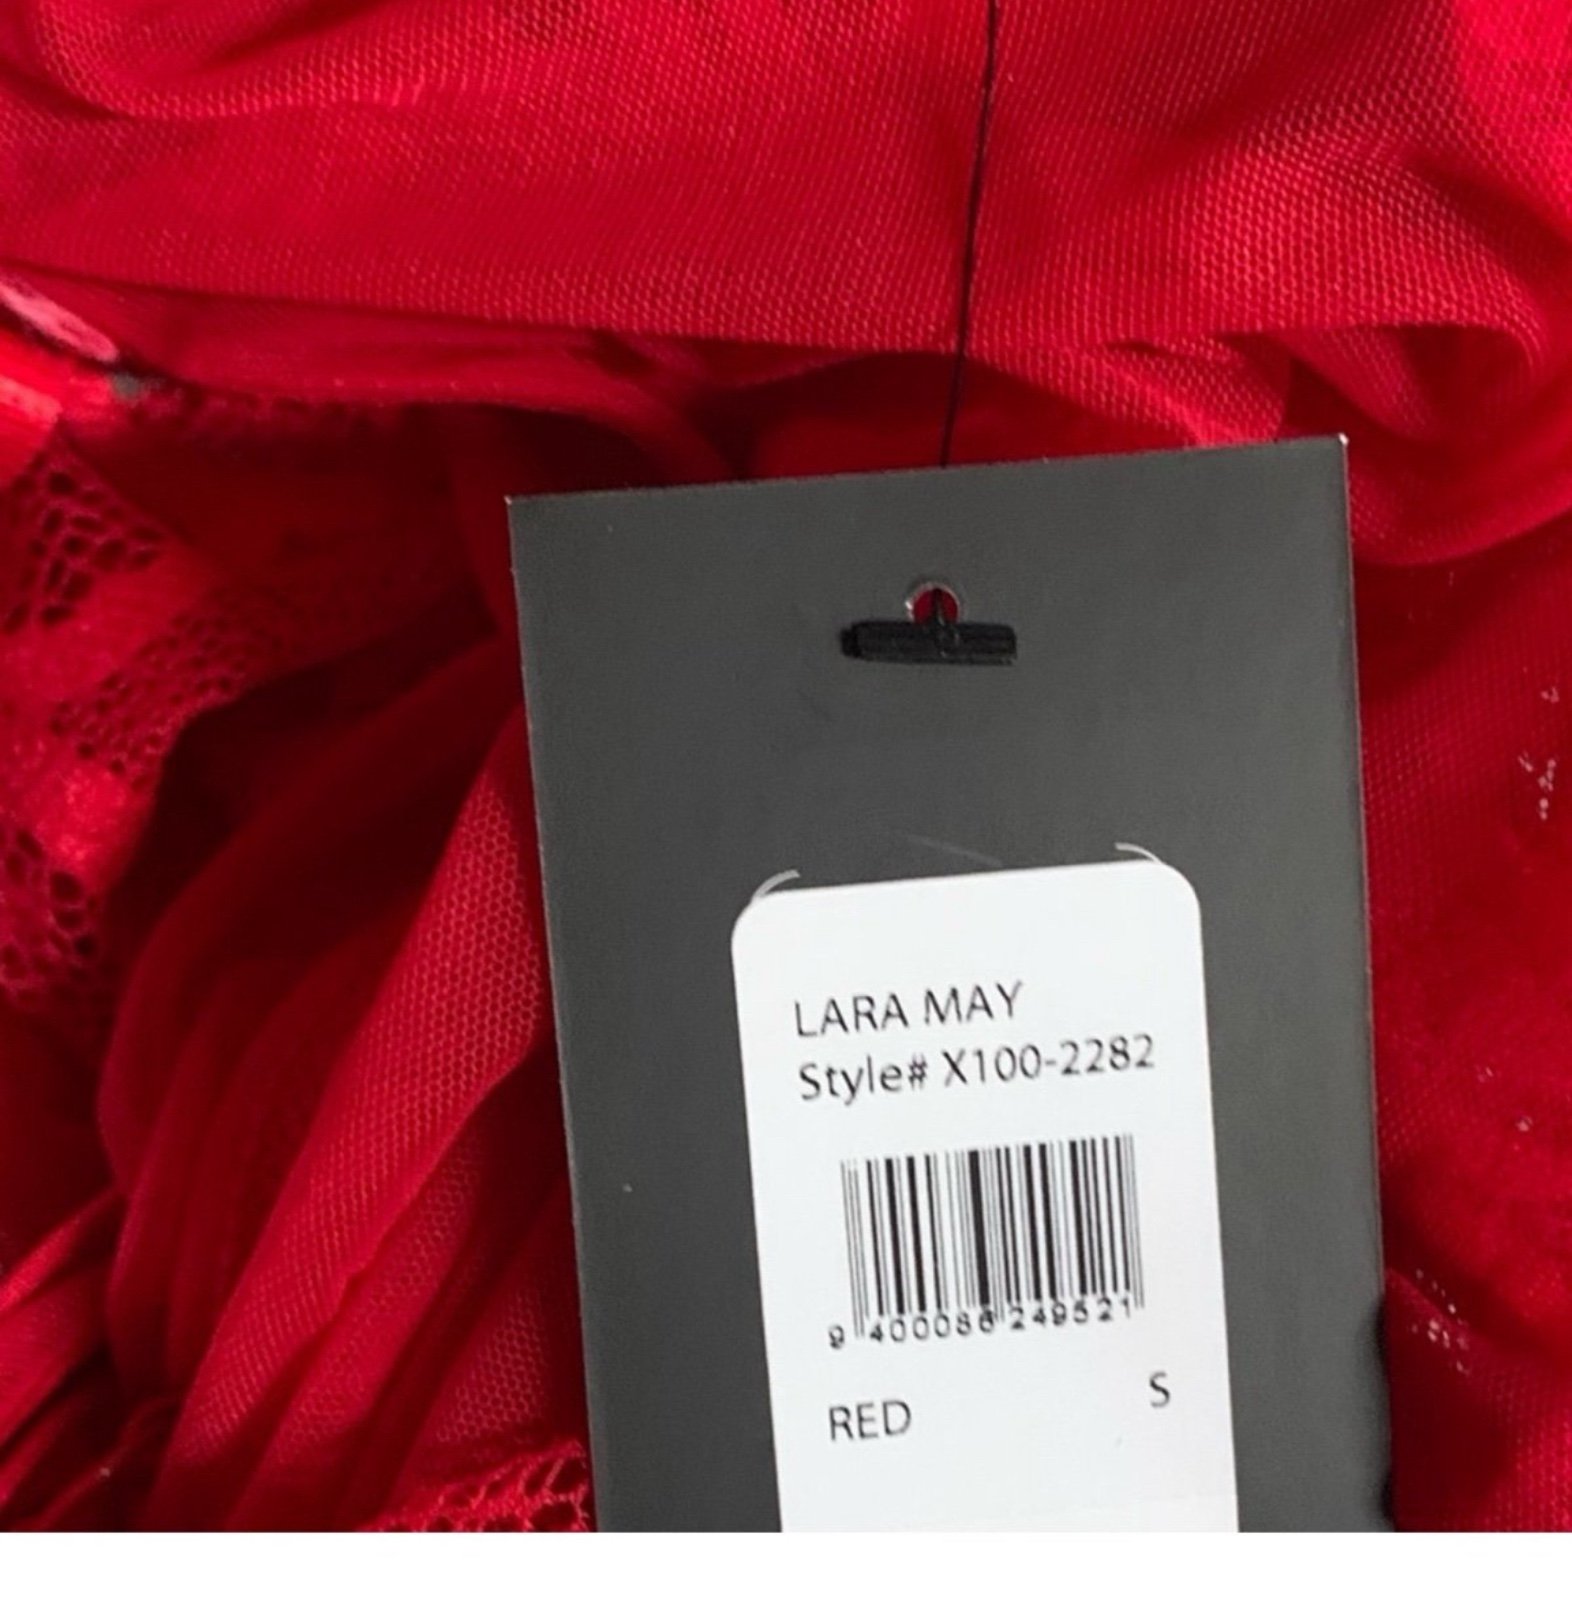 LARA MAY
Style# X100-2282
9 400086 249521
RED S